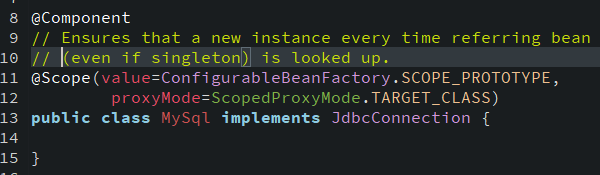 8 @Component
9 // Ensures that a new instance every time referring bean
10 // (even if singleton) is looked up.
11 @Scope(value=ConfigurableBeanFactory.SCOPE_PROTOTYPE,
12 proxyMode=ScopedProxyMode.TARGET_CLASS)
13 public class MySql implements JdbcConnection {
14
15 }